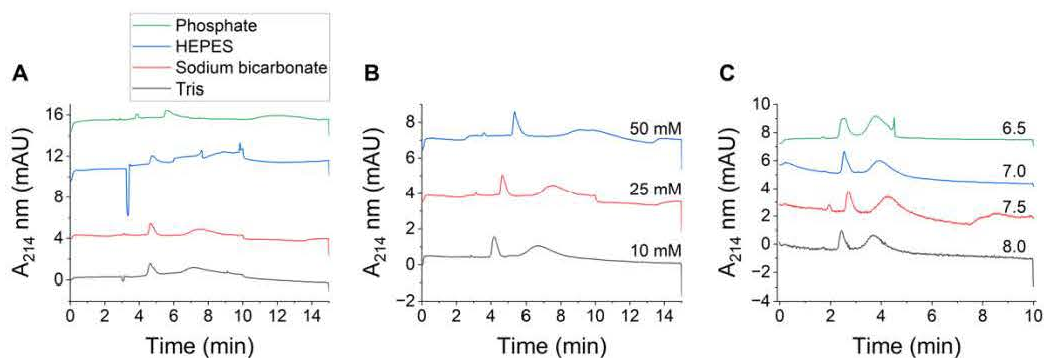 Phosphate
HEPES
Sodium bicarbonate
Tris
A
B
C
16
12
8
4
0
A214 nm (mAU)
0 2 4 6 8 10 12 14
Time (min)
8
6
4
2
0
−2
A214 nm (mAU)
50 mM
25 mM
10 mM
0 2 4 6 8 10 12 14
Time (min)
10
8
6
4
2
0
−2
−4
A214 nm (mAU)
6.5
7.0
7.5
8.0
0 2 4 6 8 10
Time (min)